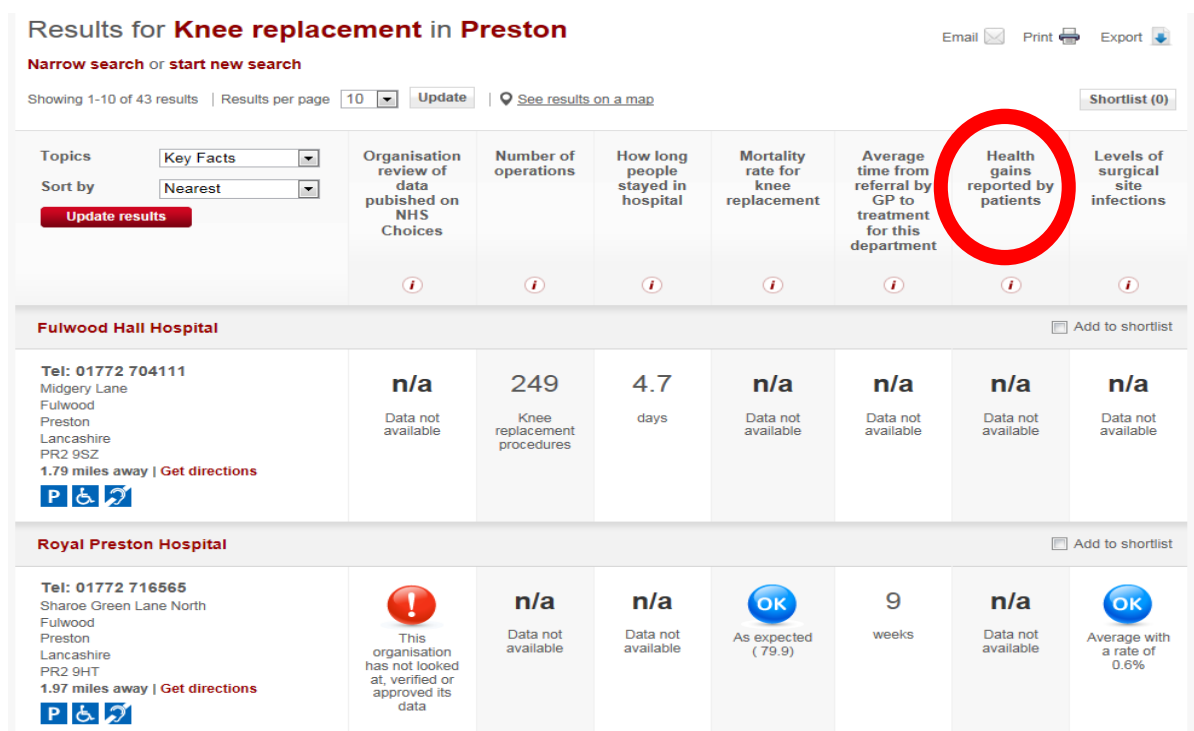 Results for Knee replacement in Preston
Email Print Export
Narrow search or start new search
Showing 1-10 of 43 results | Results per page 10 Update | See results on a map
Shortlist (0)
Topics Key Facts
Sort by Nearest
Update results
Organisation
review of
data
pubished on
NHS
Choices
i
Number of
operations
i
How long
people
stayed in
hospital
i
Mortality
rate for
knee
replacement
i
Average
time from
referral by
GP to
treatment
for this
department
i
Health
gains
reported by
patients
i
Levels of
surgical
site
infections
i
Fulwood Hall Hospital
Add to shortlist
Tel: 01772 704111
Midgery Lane
Fulwood
Preston
Lancashire
PR2 9SZ
1.79 miles away | Get directions
P
n/a
Data not
available
249
Knee
replacement
procedures
4.7
days
n/a
Data not
available
n/a
Data not
available
n/a
Data not
available
n/a
Data not
available
Royal Preston Hospital
Add to shortlist
Tel: 01772 716565
Sharoe Green Lane North
Fulwood
Preston
Lancashire
PR2 9HT
1.97 miles away | Get directions
P
!
This
organisation
has not looked
at, verified or
approved its
data
n/a
Data not
available
n/a
Data not
available
OK
As expected
( 79.9)
9
weeks
n/a
Data not
available
OK
Average with
a rate of
0.6%